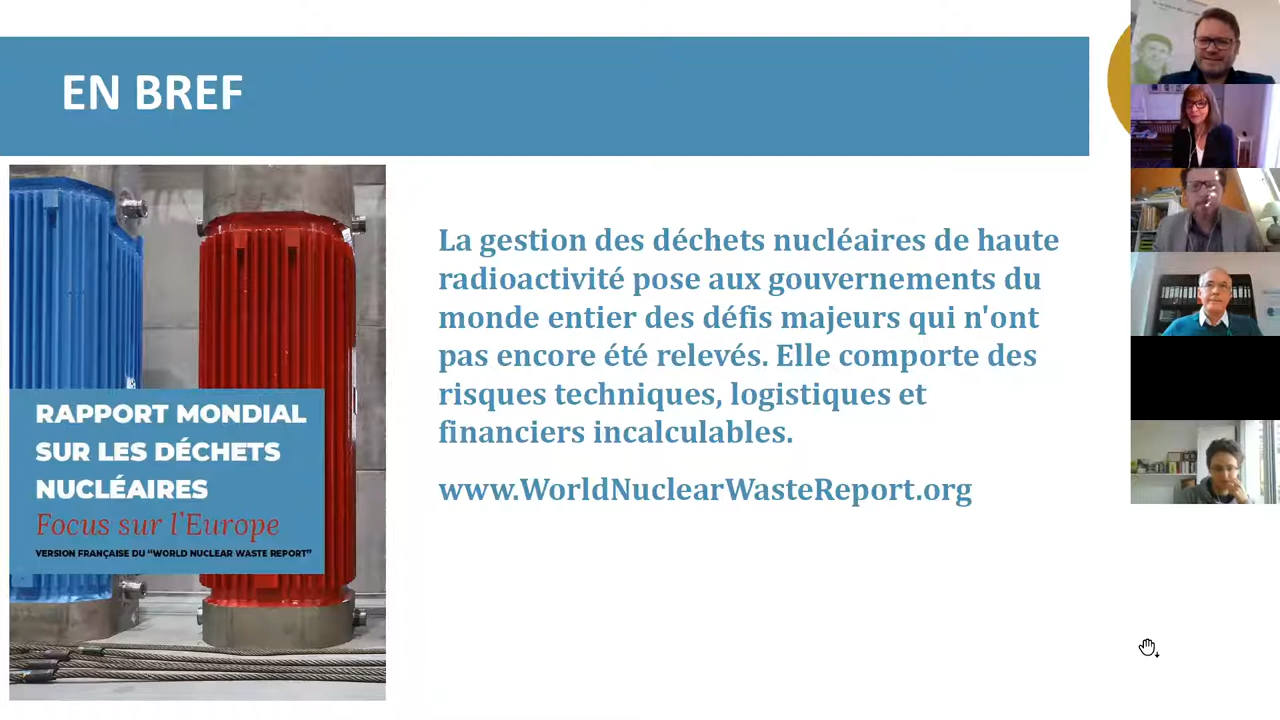 EN BREF
RAPPORT MONDIAL
SUR LES DÉCHETS
NUCLÉAIRES
Focus sur l'Europe
VERSION FRANÇAISE DU “WORLD NUCLEAR WASTE REPORT”
La gestion des déchets nucléaires de haute
radioactivité pose aux gouvernements du
monde entier des défis majeurs qui n'ont
pas encore été relevés. Elle comporte des
risques techniques, logistiques et
financiers incalculables.
www.WorldNuclearWasteReport.org